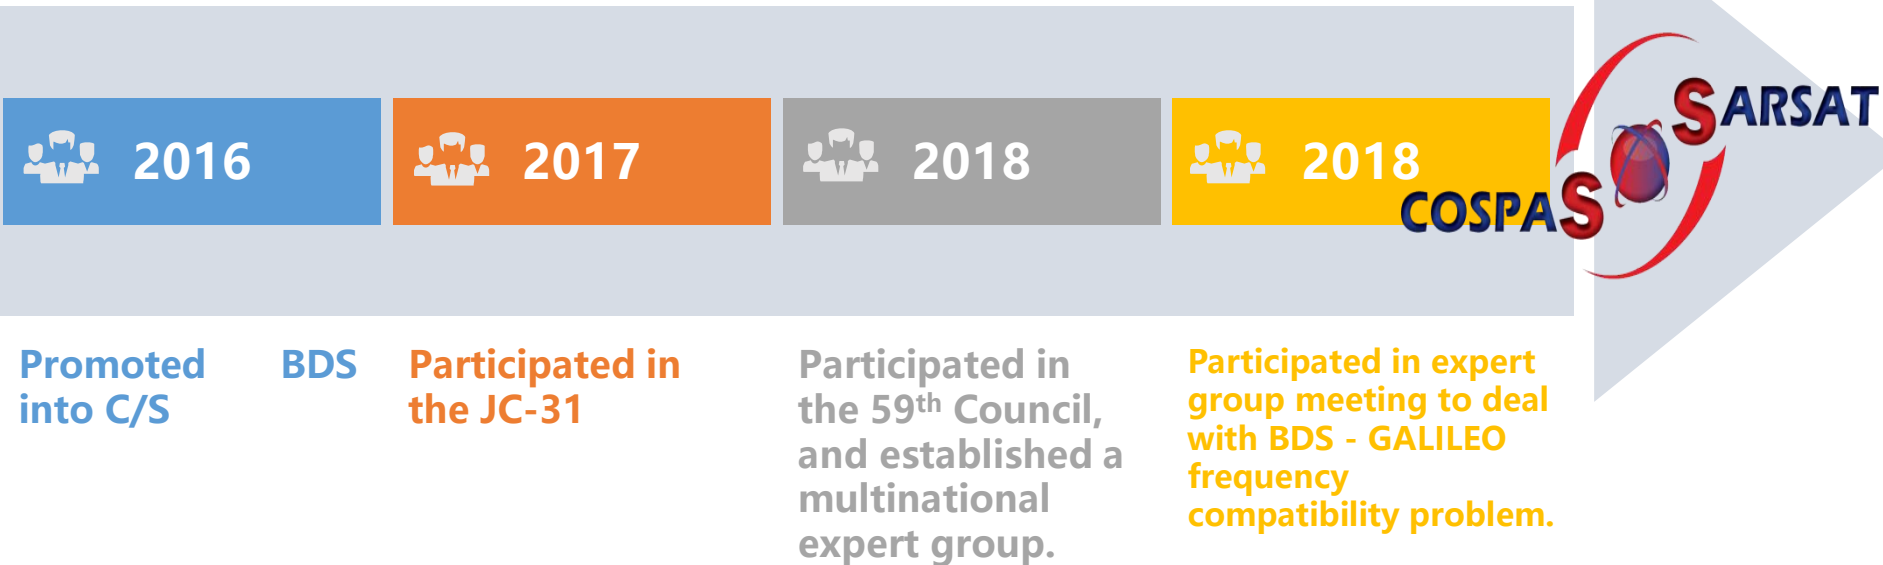 2016
2017
2018
2018
COSPAS
SARSAT
Promoted BDS
into C/S
Participated in
the JC-31
Participated in
the 59th Council,
and established a
multinational
expert group.
Participated in expert
group meeting to deal
with BDS - GALILEO
frequency
compatibility problem.